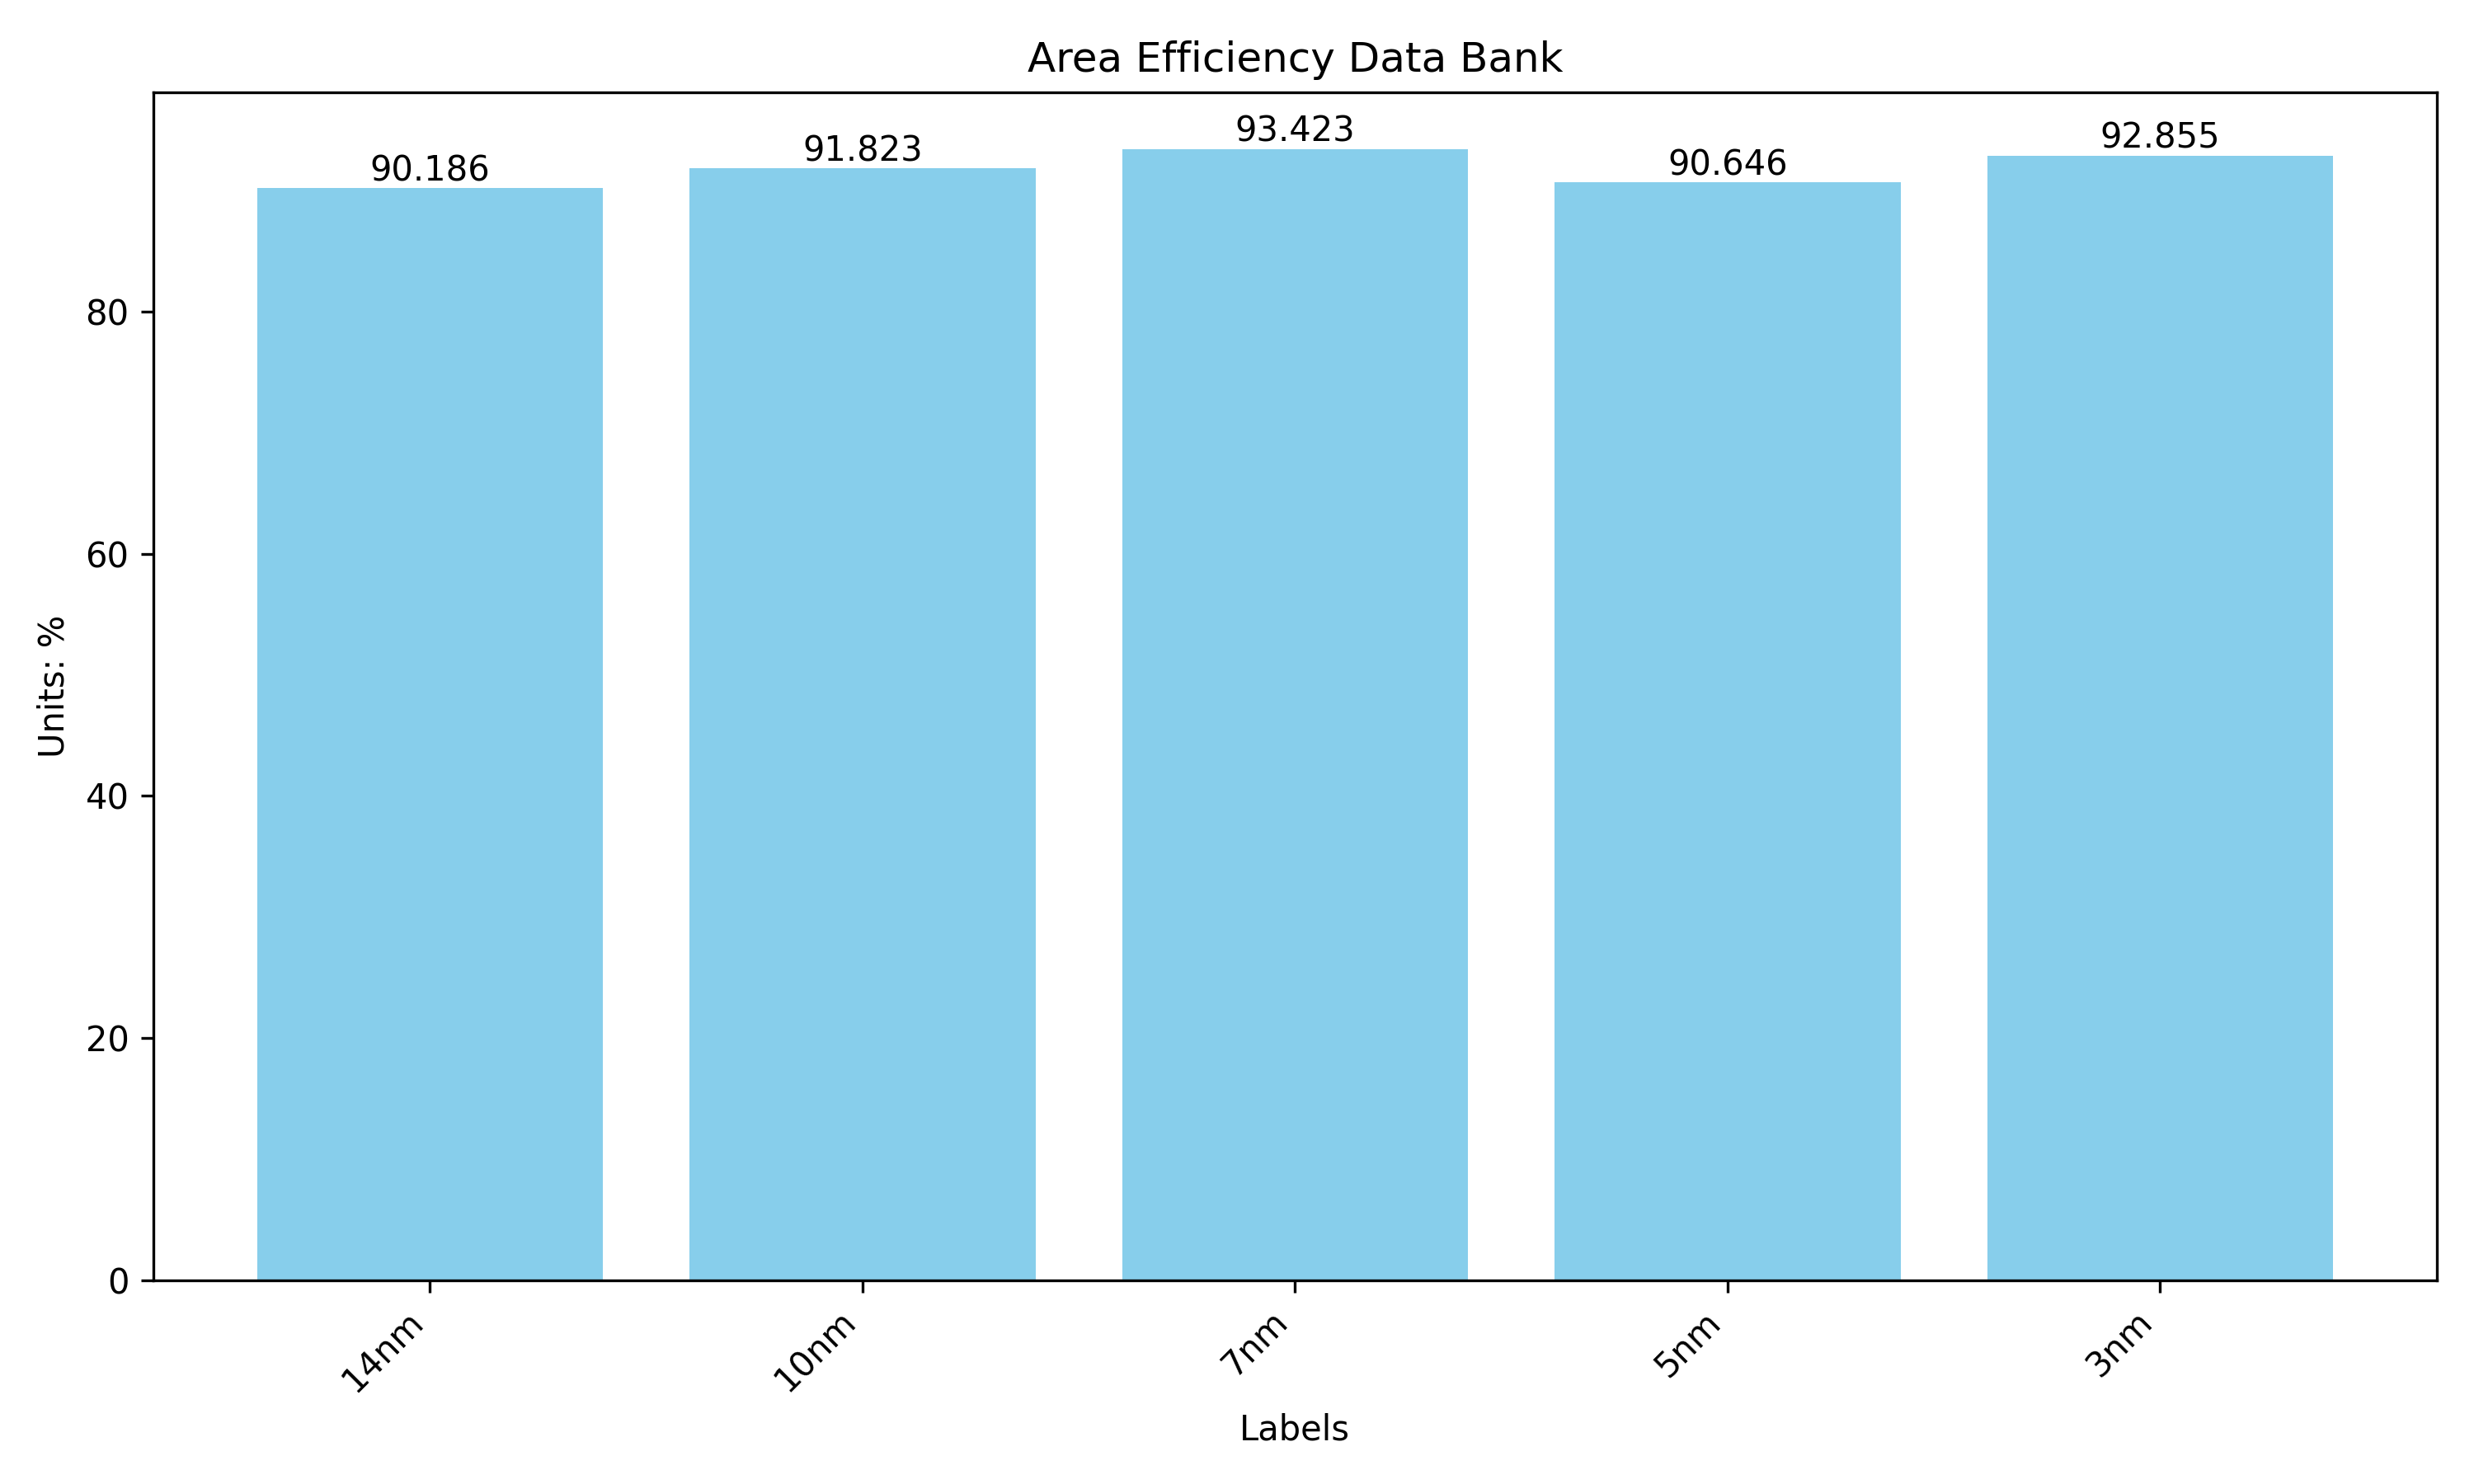 Area Efficiency Data Bank
90.186
91.823
93.423
90.646
92.855
80
60
40
20
0
Units: %
14nm
10nm
7nm
5nm
3nm
Labels